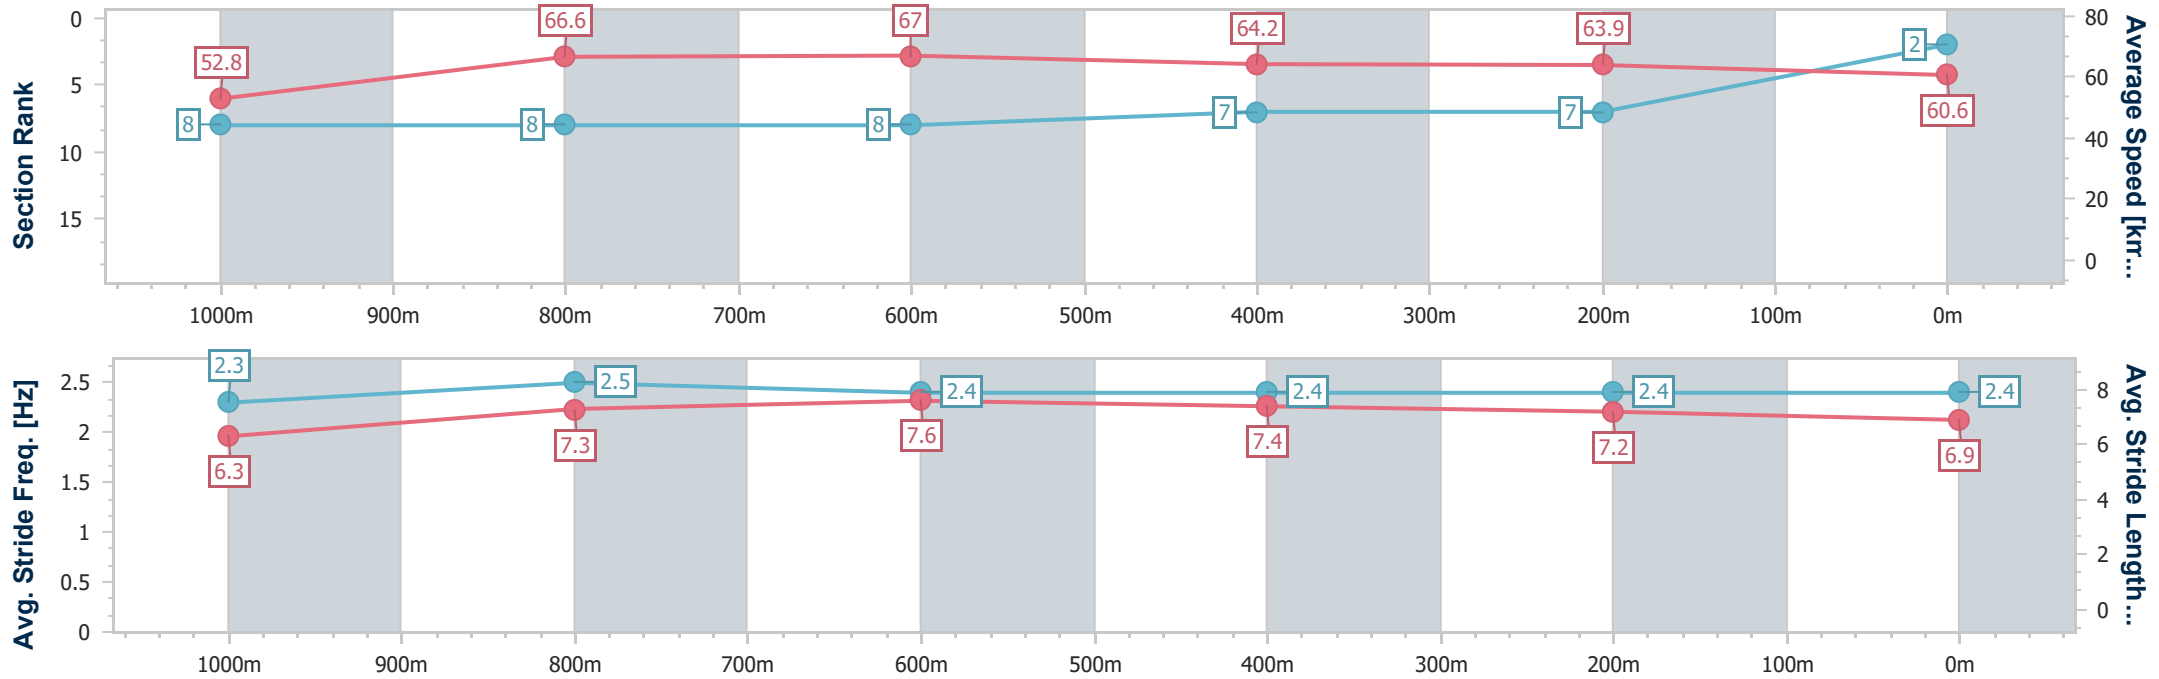 Section Rank
0
5
10
15
52.8
66.6
67
64.2
63.9
60.6
8
8
8
7
7
2
80
60
40
20
0
Average Speed [km...
1000m
900m
800m
700m
600m
500m
400m
300m
200m
100m
0m
Avg. Stride Freq. [Hz]
2.5
2
1.5
1
0.5
0
2.3
2.5
2.4
2.4
2.4
2.4
6.3
7.3
7.6
7.4
7.2
6.9
8
6
4
2
0
Avg. Stride Length...
1000m
900m
800m
700m
600m
500m
400m
300m
200m
100m
0m